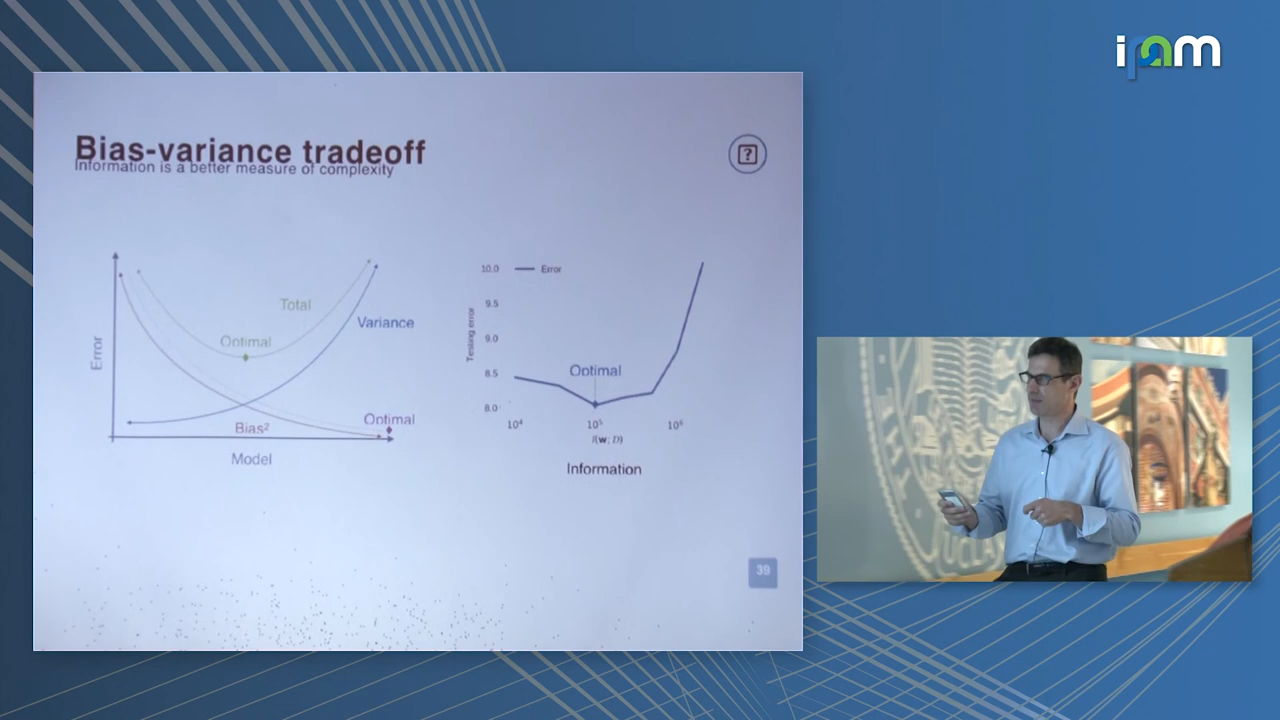 ipam
Bias-variance tradeoff
Information is a better measure of complexity
?
Error
Total
Optimal
Variance
Bias²
Optimal
Model
10.0
9.5
9.0
8.5
8.0
Testing error
Error
Optimal
10⁴
10⁵
10⁶
I(w; D)
Information
39
UCLA